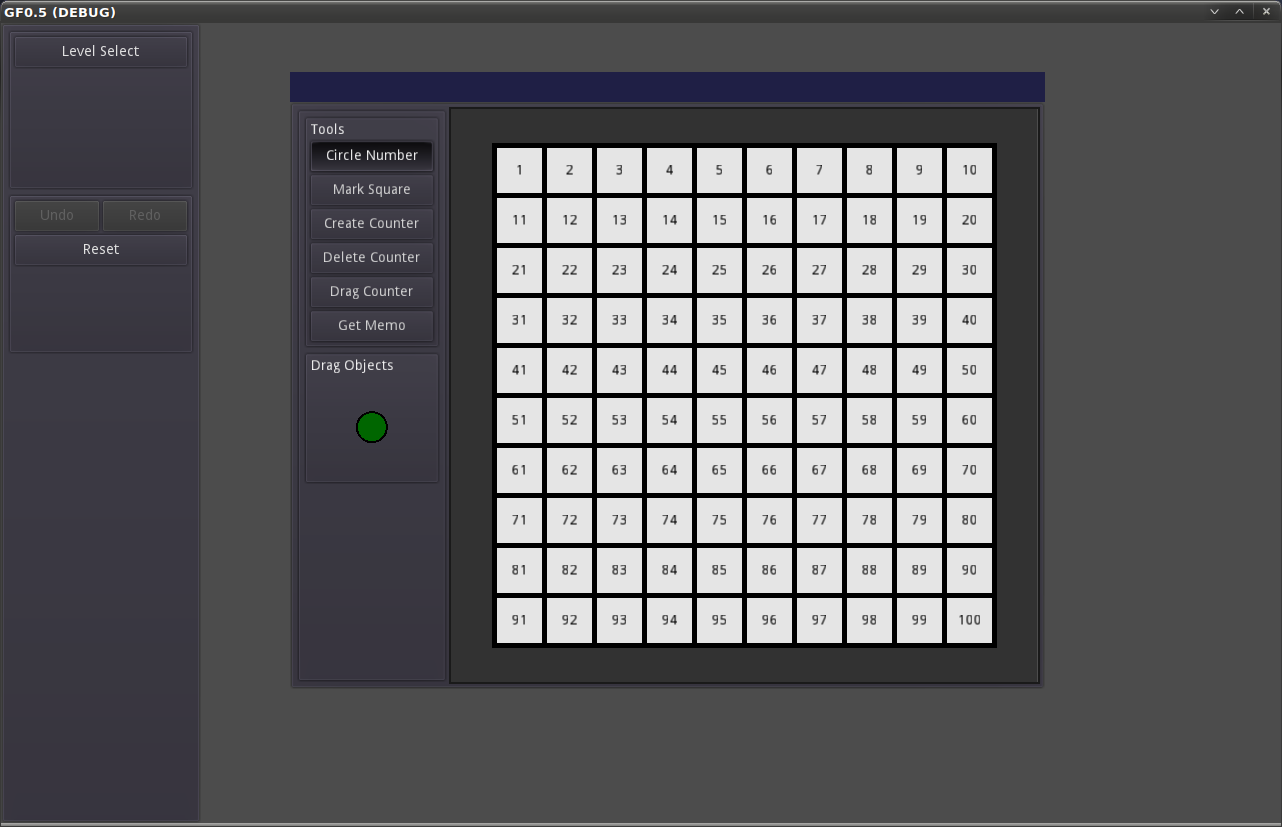 GF0.5 (DEBUG)
Level Select
Undo Redo
Reset
Tools
Circle Number
Mark Square
Create Counter
Delete Counter
Drag Counter
Get Memo
Drag Objects
1 2 3 4 5 6 7 8 9 10
11 12 13 14 15 16 17 18 19 20
21 22 23 24 25 26 27 28 29 30
31 32 33 34 35 36 37 38 39 40
41 42 43 44 45 46 47 48 49 50
51 52 53 54 55 56 57 58 59 60
61 62 63 64 65 66 67 68 69 70
71 72 73 74 75 76 77 78 79 80
81 82 83 84 85 86 87 88 89 90
91 92 93 94 95 96 97 98 99 100